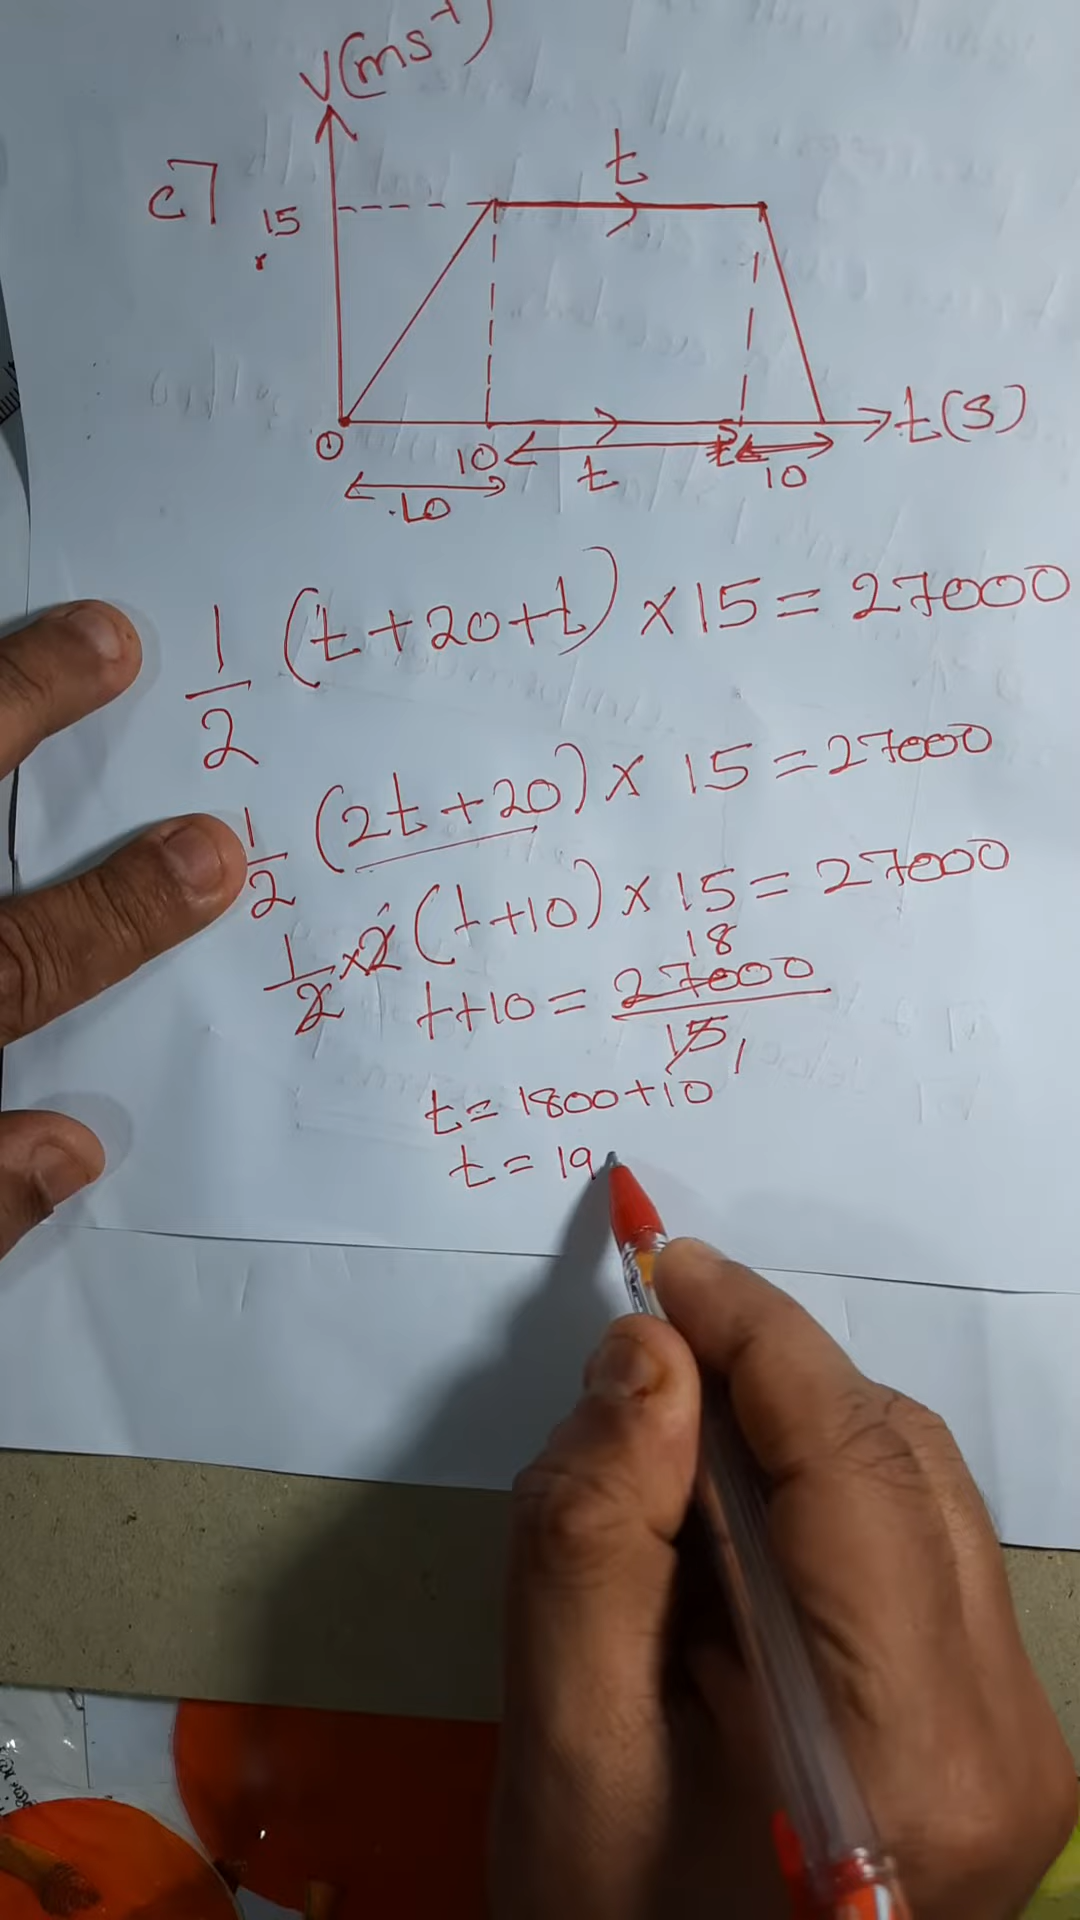 V(ms⁻¹)
c7
t
15
0
10
t
t(s)
10
10
1/2 (t+20+t) × 15 = 27000
1/2 (2t+20) × 15 = 27000
1/2 × 2 (t+10) × 15 = 27000
18
t+10 = 27000/15 1
t = 1800+10
t = 19